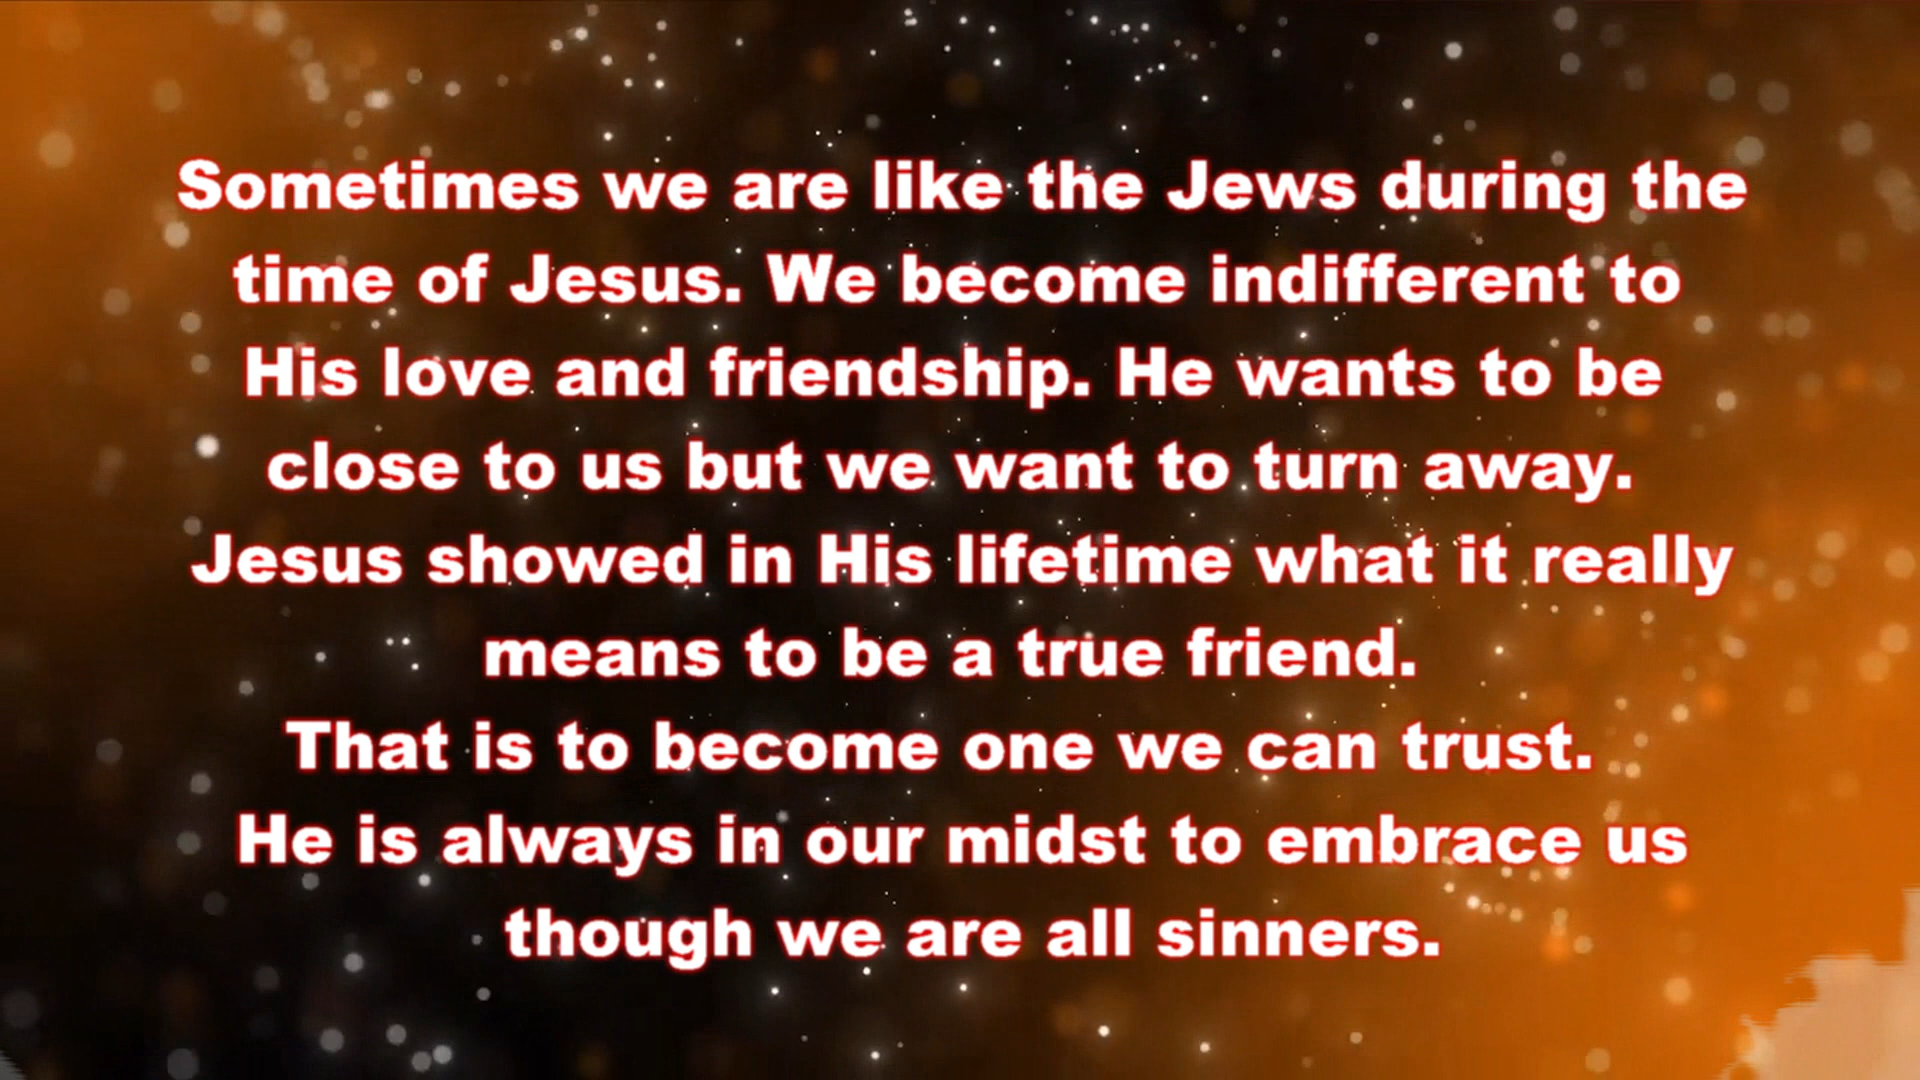 Sometimes we are like the Jews during the
time of Jesus. We become indifferent to
His love and friendship. He wants to be
close to us but we want to turn away.
Jesus showed in His lifetime what it really
means to be a true friend.
That is to become one we can trust.
He is always in our midst to embrace us
though we are all sinners.